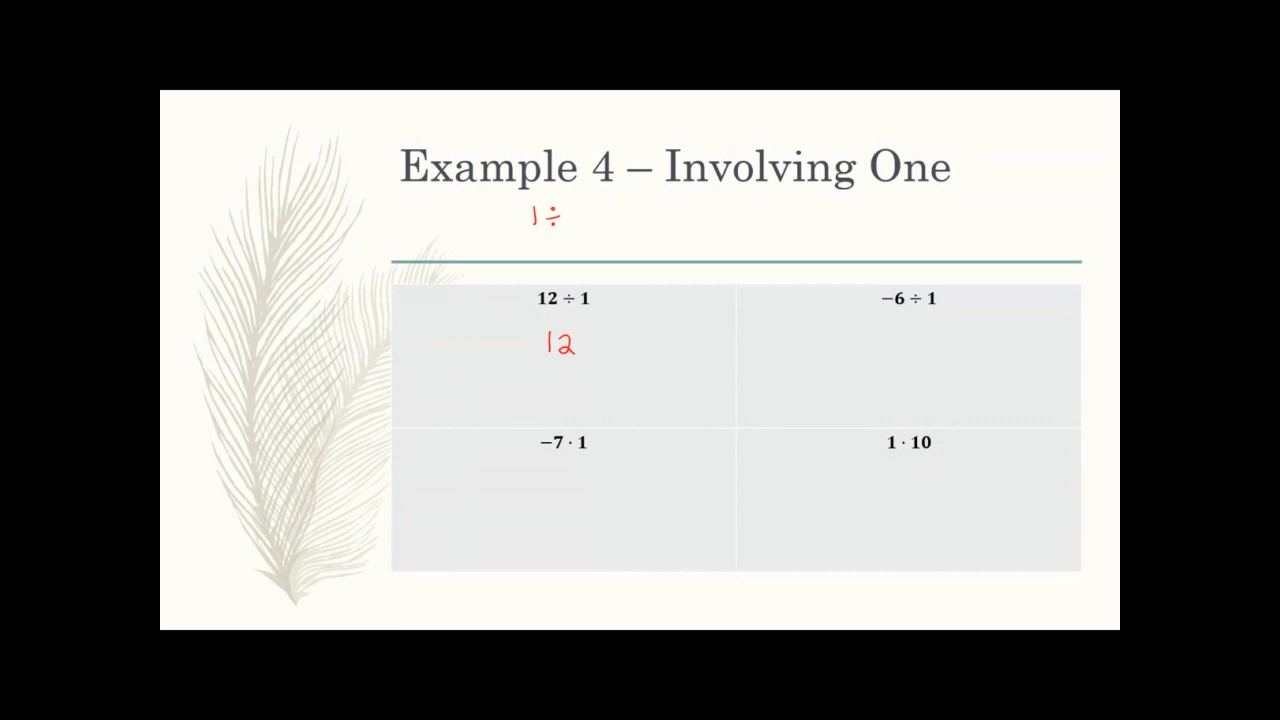 Example 4 – Involving One
1 ÷
12 ÷ 1
−6 ÷ 1
12
−7 · 1
1 · 10